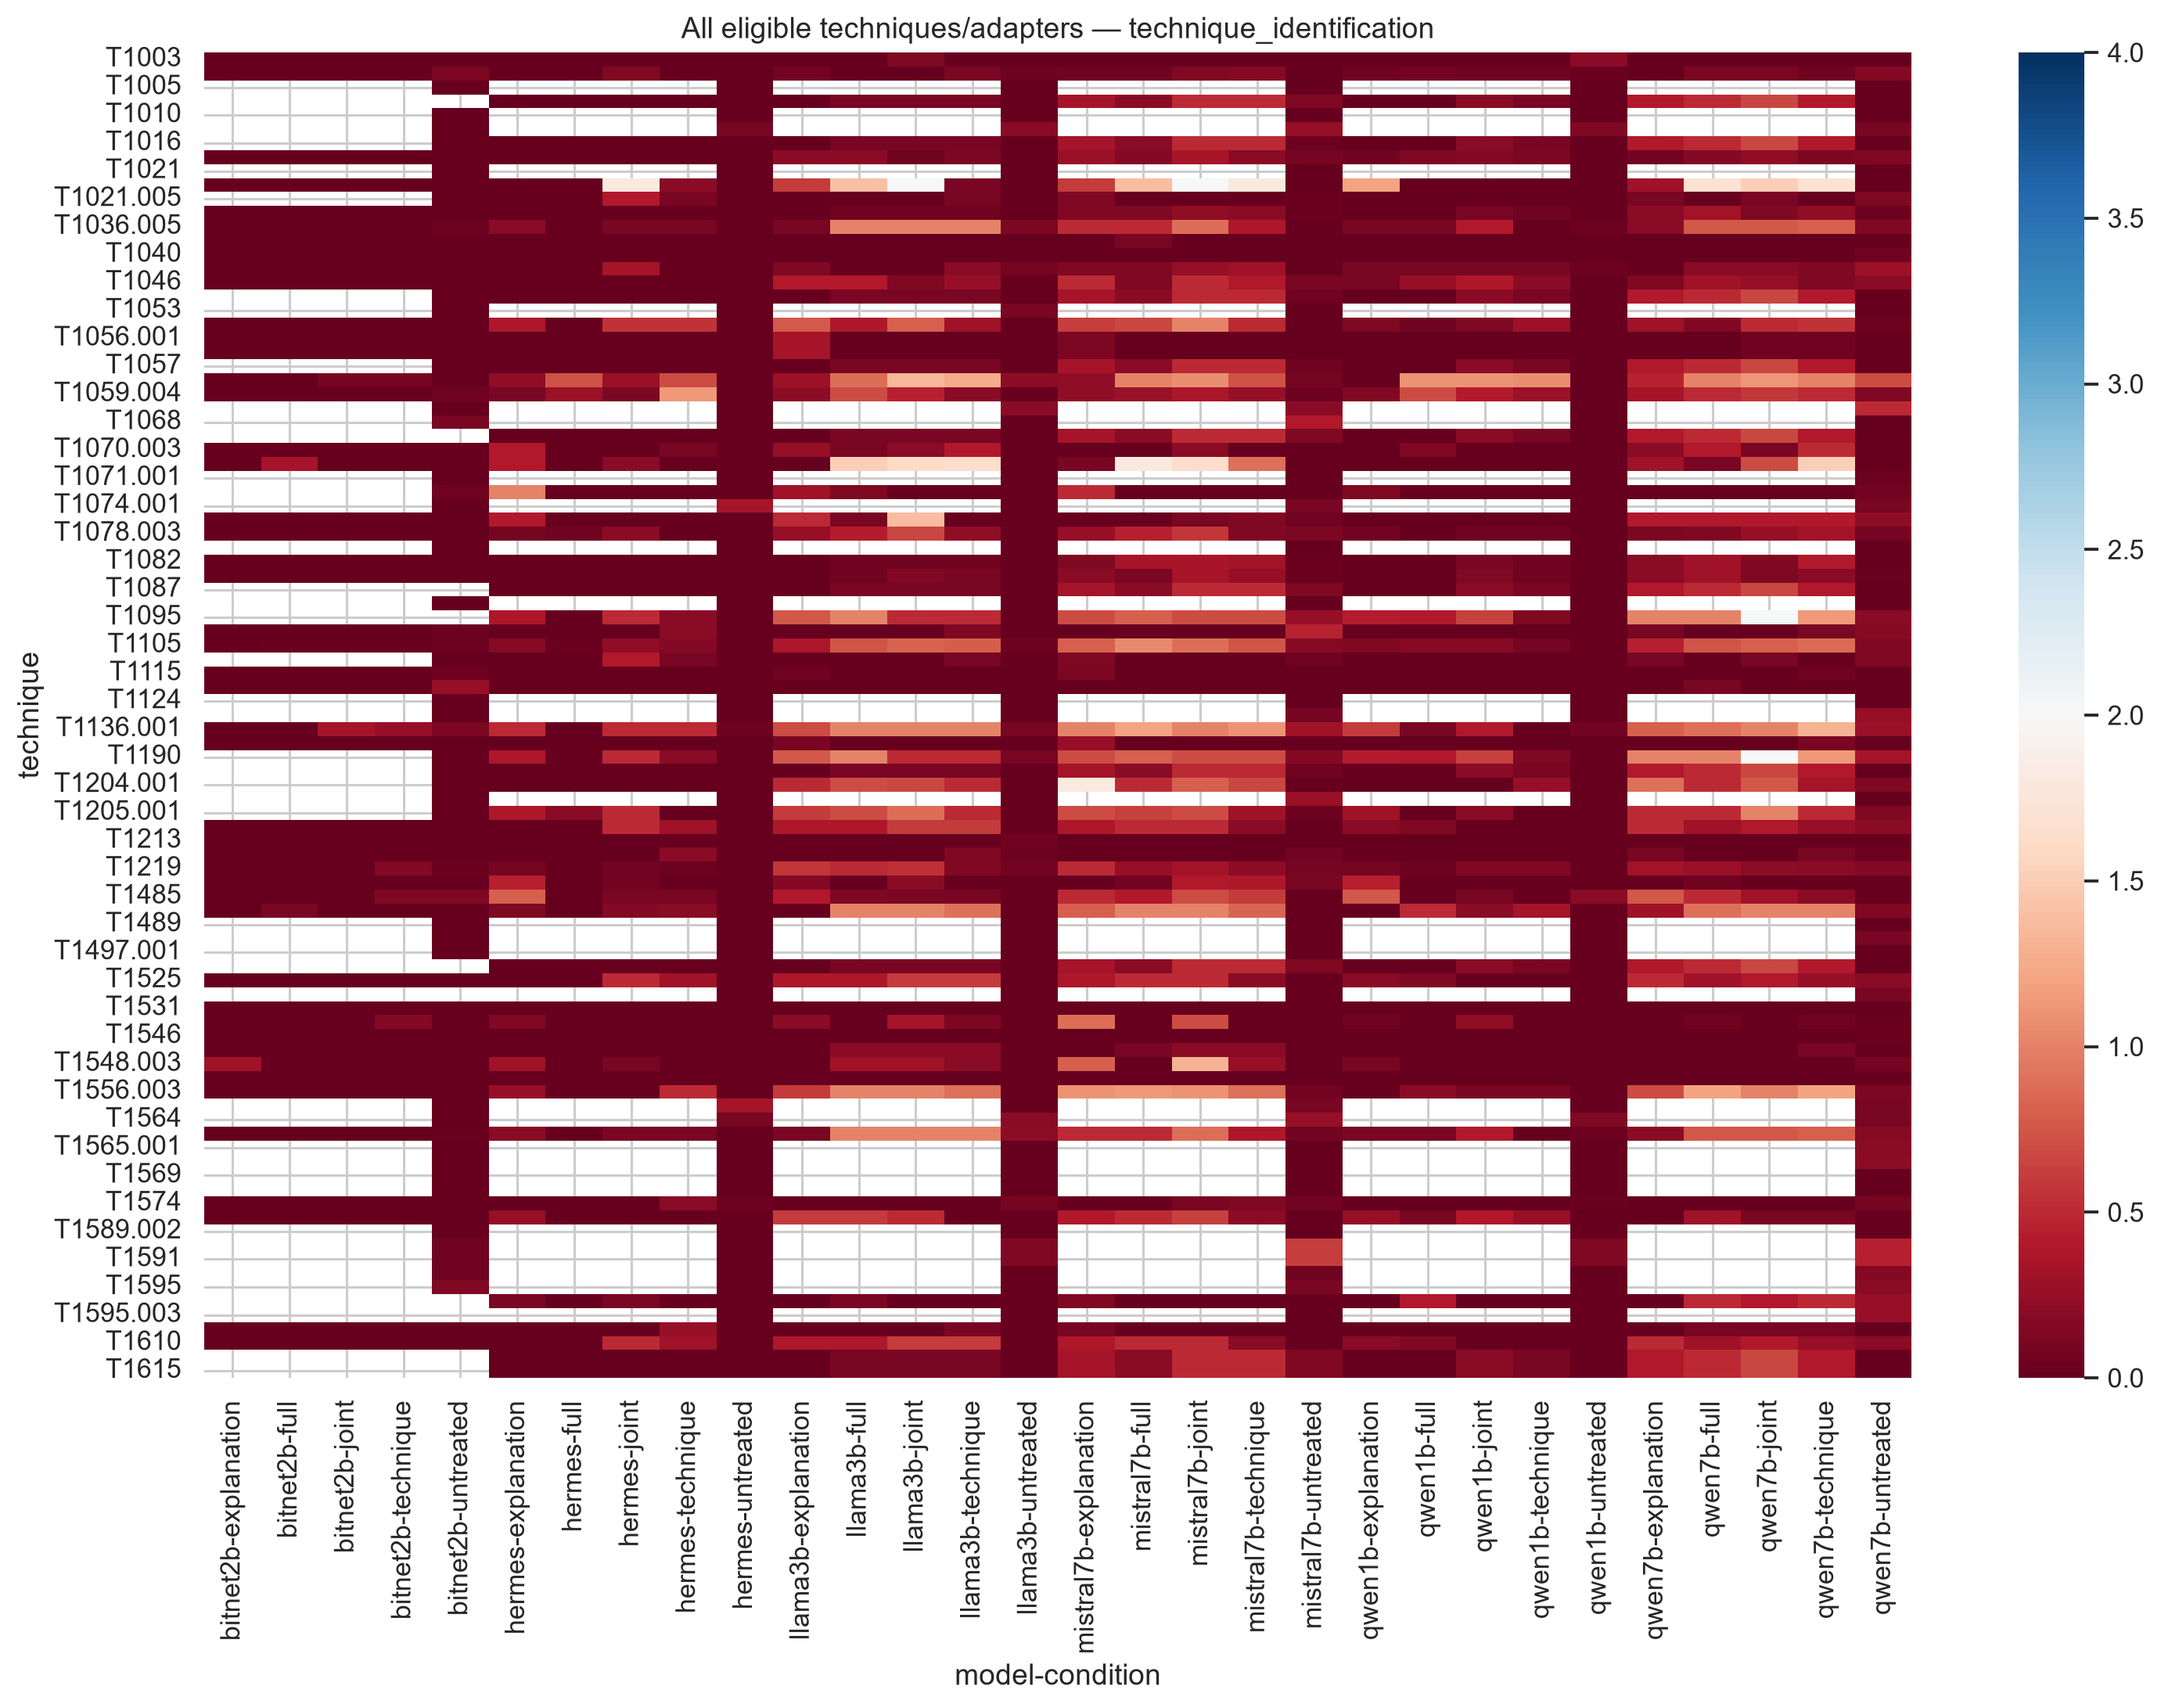 All eligible techniques/adapters — technique_identification
technique
T1003
T1005
T1010
T1016
T1021
T1021.005
T1036.005
T1040
T1046
T1053
T1056.001
T1057
T1059.004
T1068
T1070.003
T1071.001
T1074.001
T1078.003
T1082
T1087
T1095
T1105
T1115
T1124
T1136.001
T1190
T1204.001
T1205.001
T1213
T1219
T1485
T1489
T1497.001
T1525
T1531
T1546
T1548.003
T1556.003
T1564
T1565.001
T1569
T1574
T1589.002
T1591
T1595
T1595.003
T1610
T1615
bitnet2b-explanation
bitnet2b-full
bitnet2b-joint
bitnet2b-technique
bitnet2b-untreated
hermes-explanation
hermes-full
hermes-joint
hermes-technique
hermes-untreated
llama3b-explanation
llama3b-full
llama3b-joint
llama3b-technique
llama3b-untreated
mistral7b-explanation
mistral7b-full
mistral7b-joint
mistral7b-technique
mistral7b-untreated
qwen1b-explanation
qwen1b-full
qwen1b-joint
qwen1b-technique
qwen1b-untreated
qwen7b-explanation
qwen7b-full
qwen7b-joint
qwen7b-technique
qwen7b-untreated
model-condition
4.0
3.5
3.0
2.5
2.0
1.5
1.0
0.5
0.0